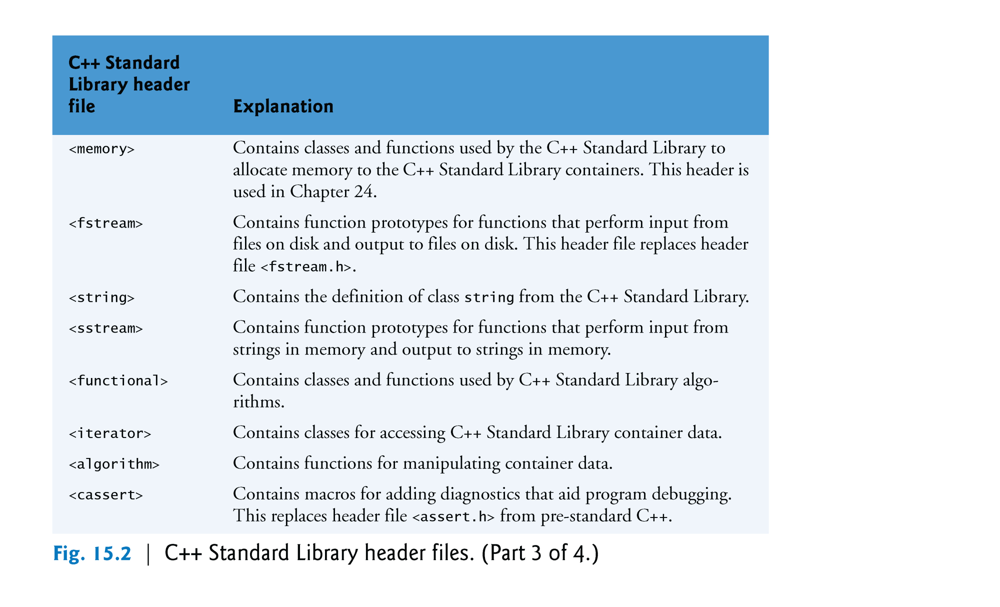 C++ Standard
Library header
file
Explanation
<memory>
Contains classes and functions used by the C++ Standard Library to
allocate memory to the C++ Standard Library containers. This header is
used in Chapter 24.
<fstream>
Contains function prototypes for functions that perform input from
files on disk and output to files on disk. This header file replaces header
file <fstream.h>.
<string>
Contains the definition of class string from the C++ Standard Library.
<sstream>
Contains function prototypes for functions that perform input from
strings in memory and output to strings in memory.
<functional>
Contains classes and functions used by C++ Standard Library algo-
rithms.
<iterator>
Contains classes for accessing C++ Standard Library container data.
<algorithm>
Contains functions for manipulating container data.
<cassert>
Contains macros for adding diagnostics that aid program debugging.
This replaces header file <assert.h> from pre-standard C++.
Fig. 15.2 | C++ Standard Library header files. (Part 3 of 4.)